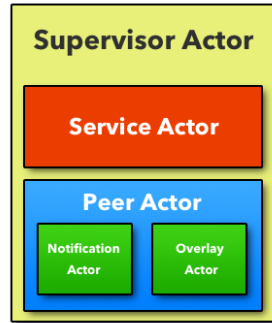 Supervisor Actor
Service Actor
Peer Actor
Notification
Actor
Overlay
Actor